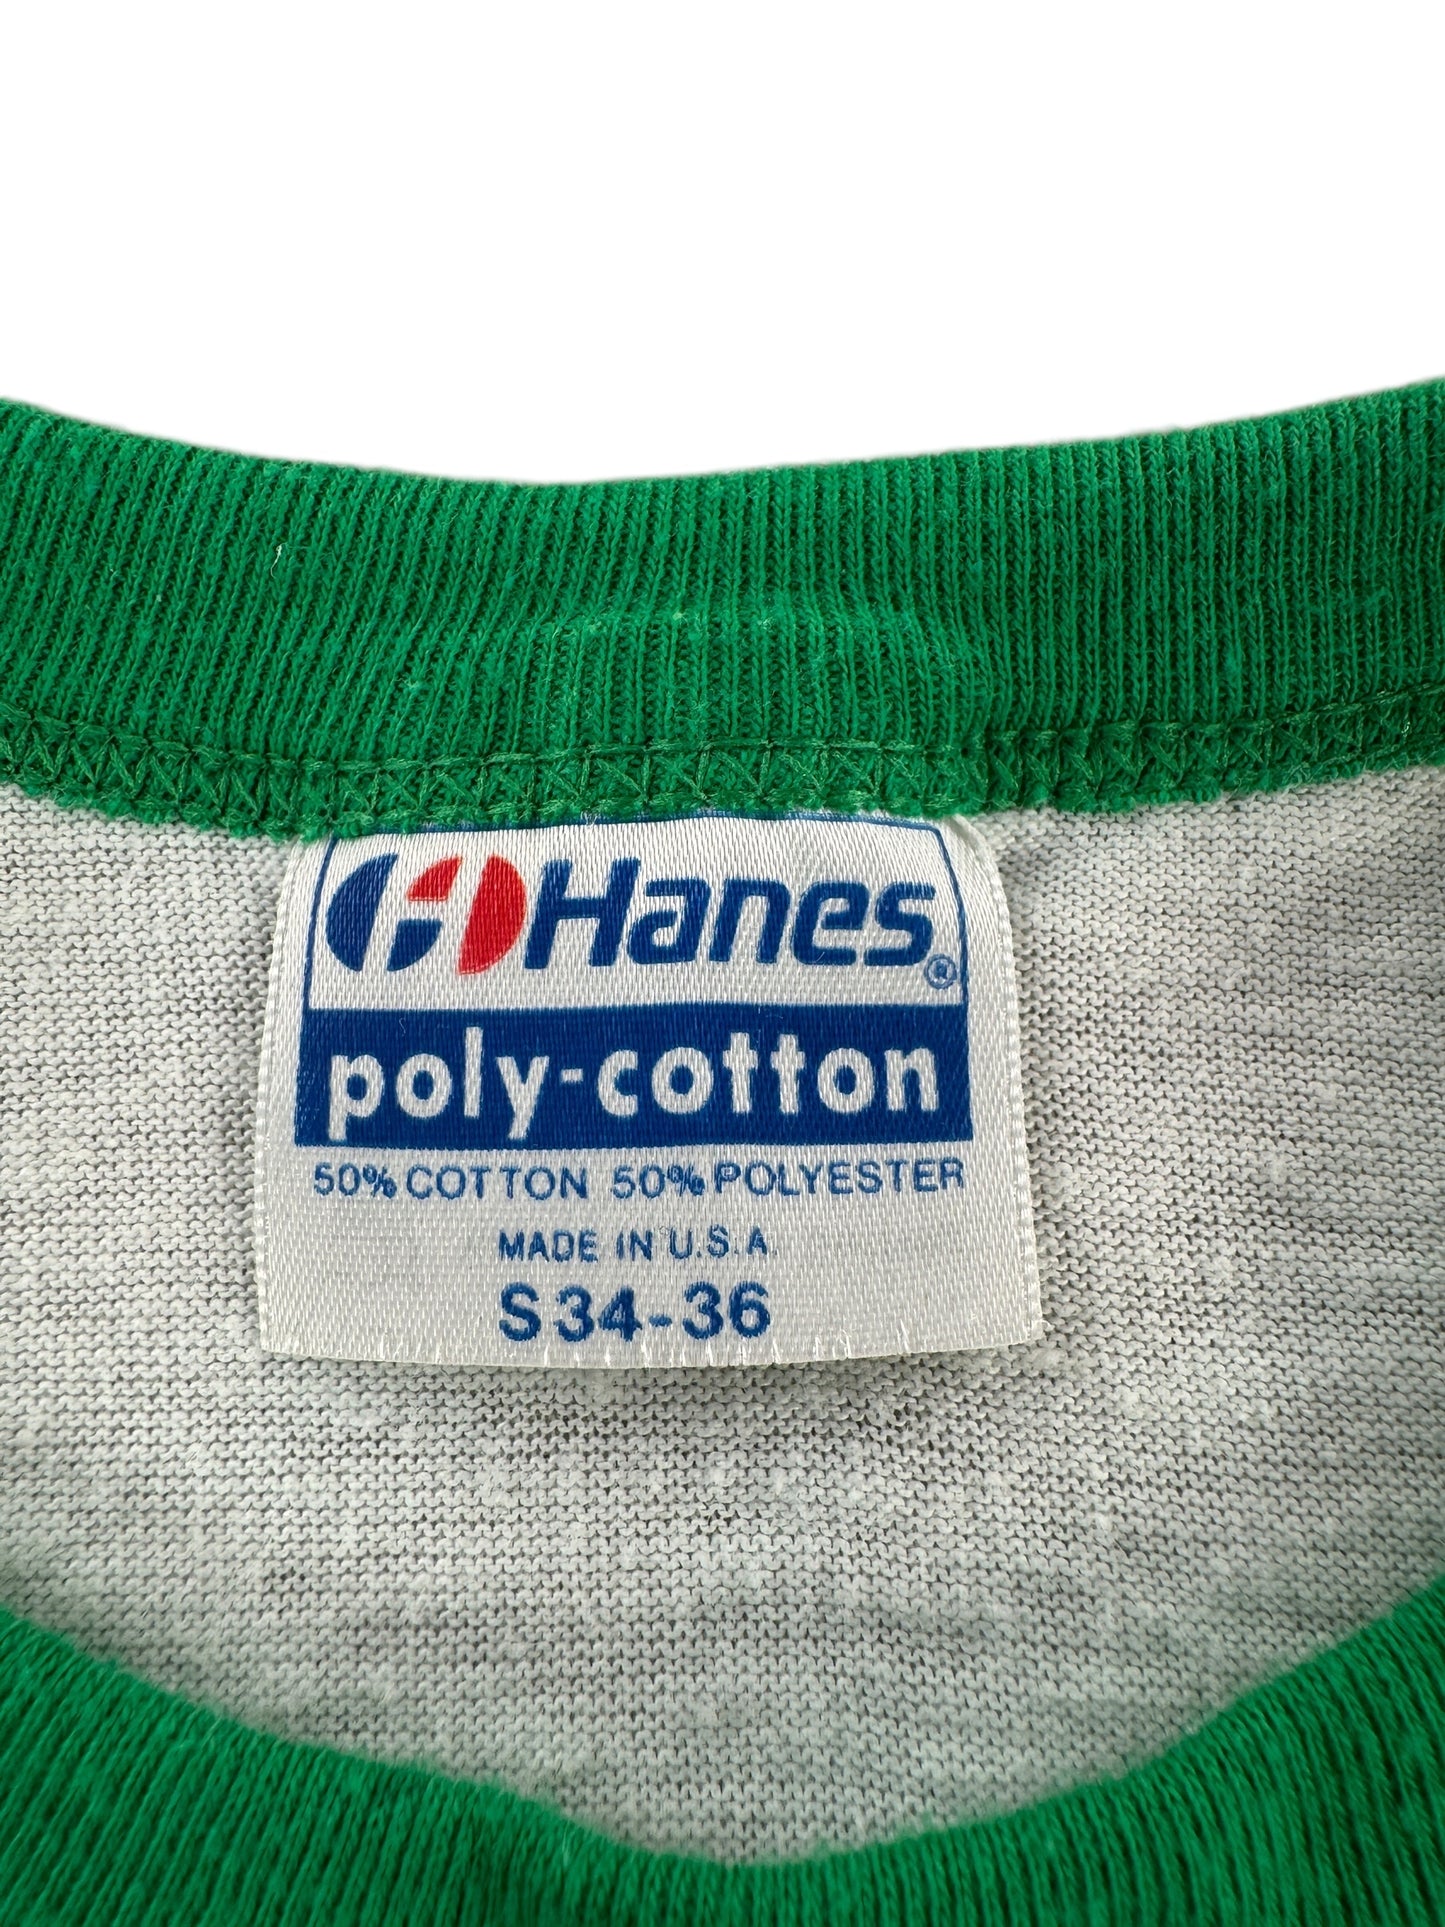 Hanes®
poly-cotton
50% COTTON 50% POLYESTER
MADE IN U.S.A.
S 34-36